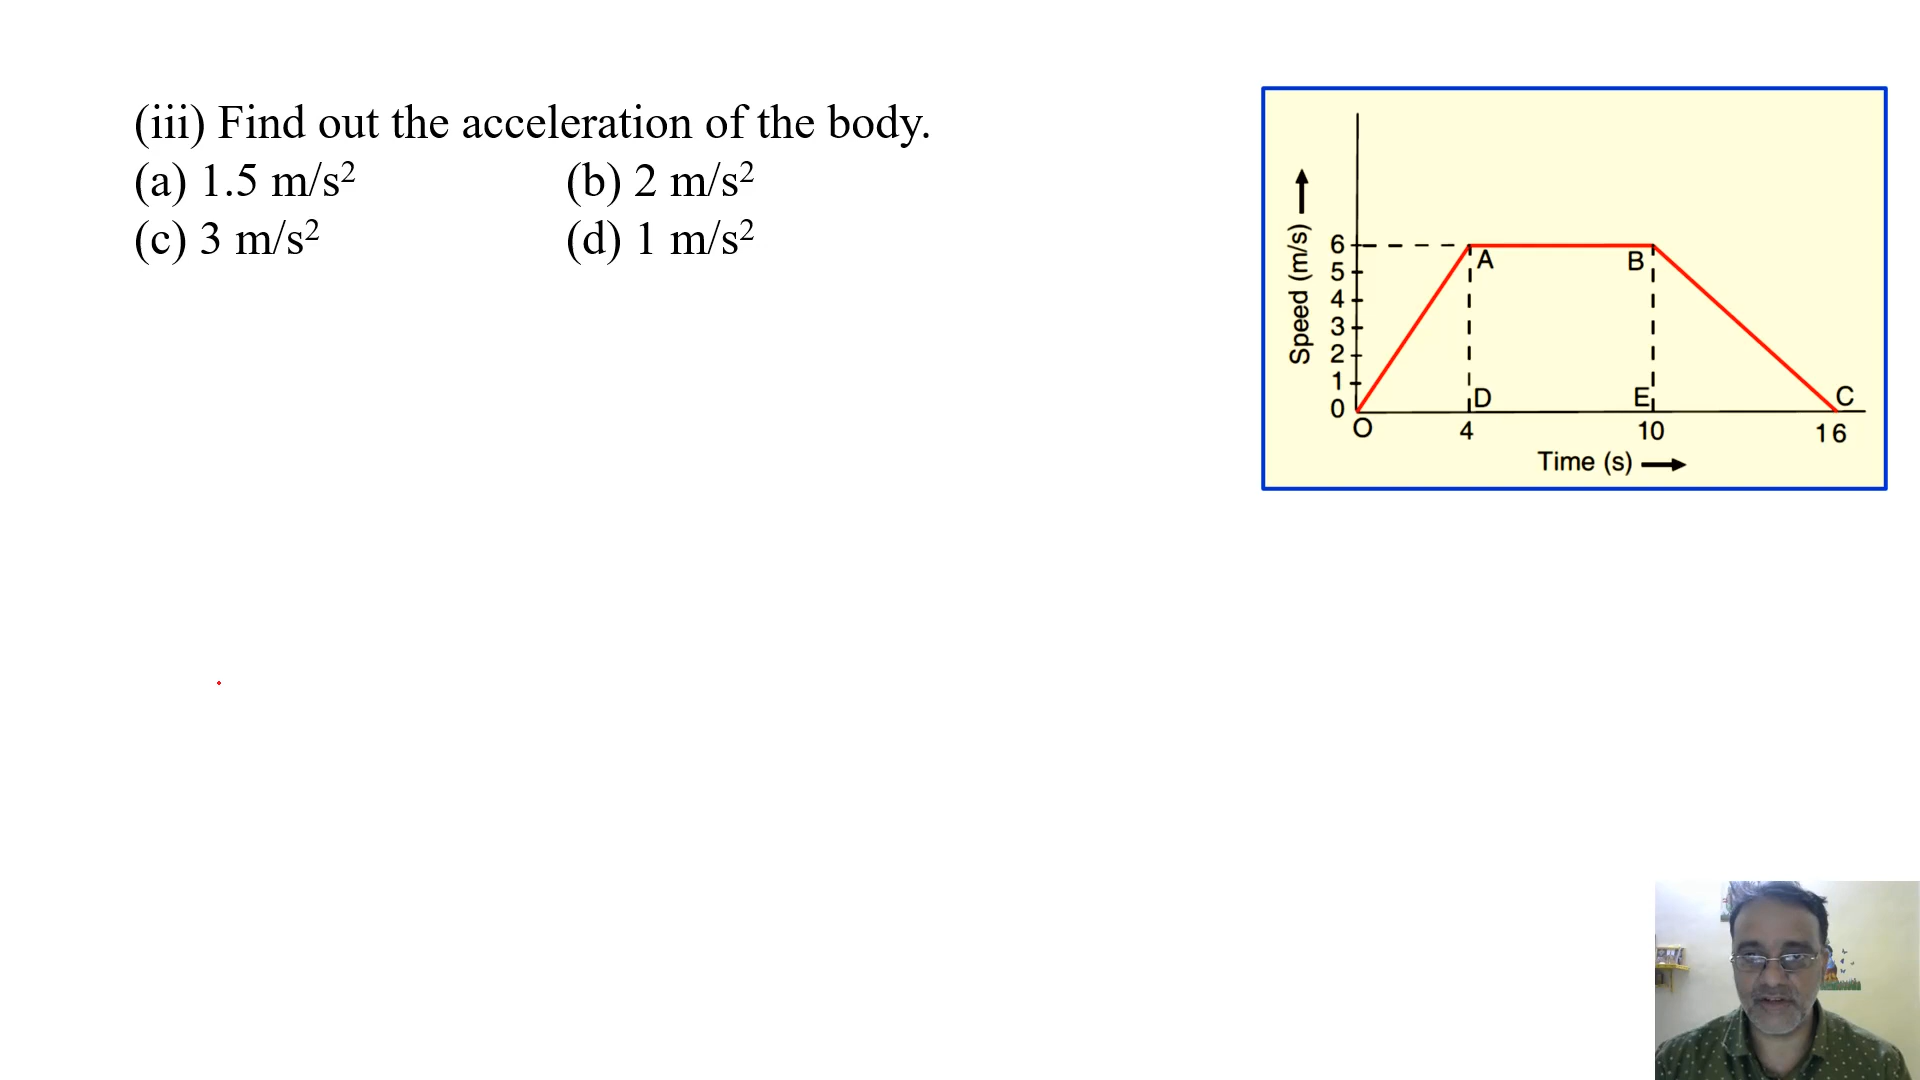 (iii) Find out the acceleration of the body.
(a) 1.5 m/s²
(b) 2 m/s²
(c) 3 m/s²
(d) 1 m/s²
Speed (m/s)
6
5
4
3
2
1
0
A
B
D
E
C
O
4
10
16
Time (s)